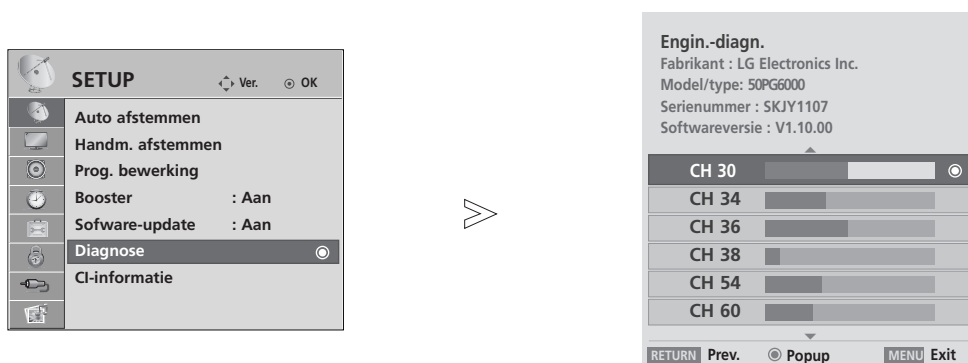 SETUP Ver. OK
Auto afstemmen
Handm. afstemmen
Prog. bewerking
Booster : Aan
Sofware-update : Aan
Diagnose
CI-informatie
Engin.-diagn.
Fabrikant : LG Electronics Inc.
Model/type: 50PG6000
Serienummer : SKJY1107
Softwareversie : V1.10.00
CH 30
CH 34
CH 36
CH 38
CH 54
CH 60
RETURN Prev. Popup MENU Exit